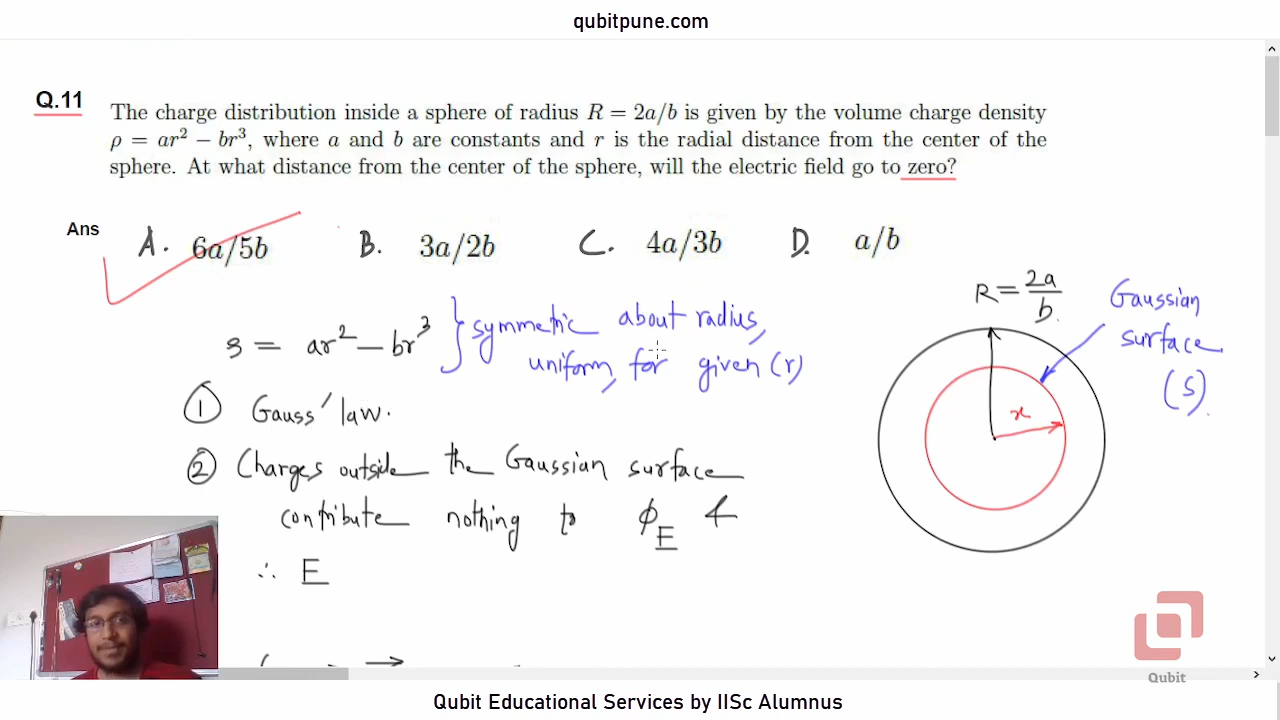 qubitpune.com
Q.11
The charge distribution inside a sphere of radius R = 2a/b is given by the volume charge density
ρ = ar² − br³, where a and b are constants and r is the radial distance from the center of the
sphere. At what distance from the center of the sphere, will the electric field go to zero?
Ans
A. 6a/5b B. 3a/2b C. 4a/3b D. a/b
R = 2a/b.
Gaussian
surface
(S).
ρ = ar² − br³ } symmetric about radius,
uniform, for given (r)
① Gauss' law.
x
② Charges outside the Gaussian surface
contribute nothing to ϕE &
∴ E
Qubit
Qubit Educational Services by IISc Alumnus